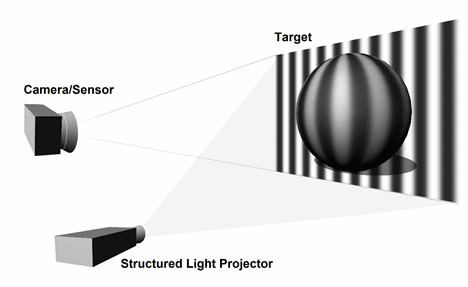 Target
Camera/Sensor
Structured Light Projector